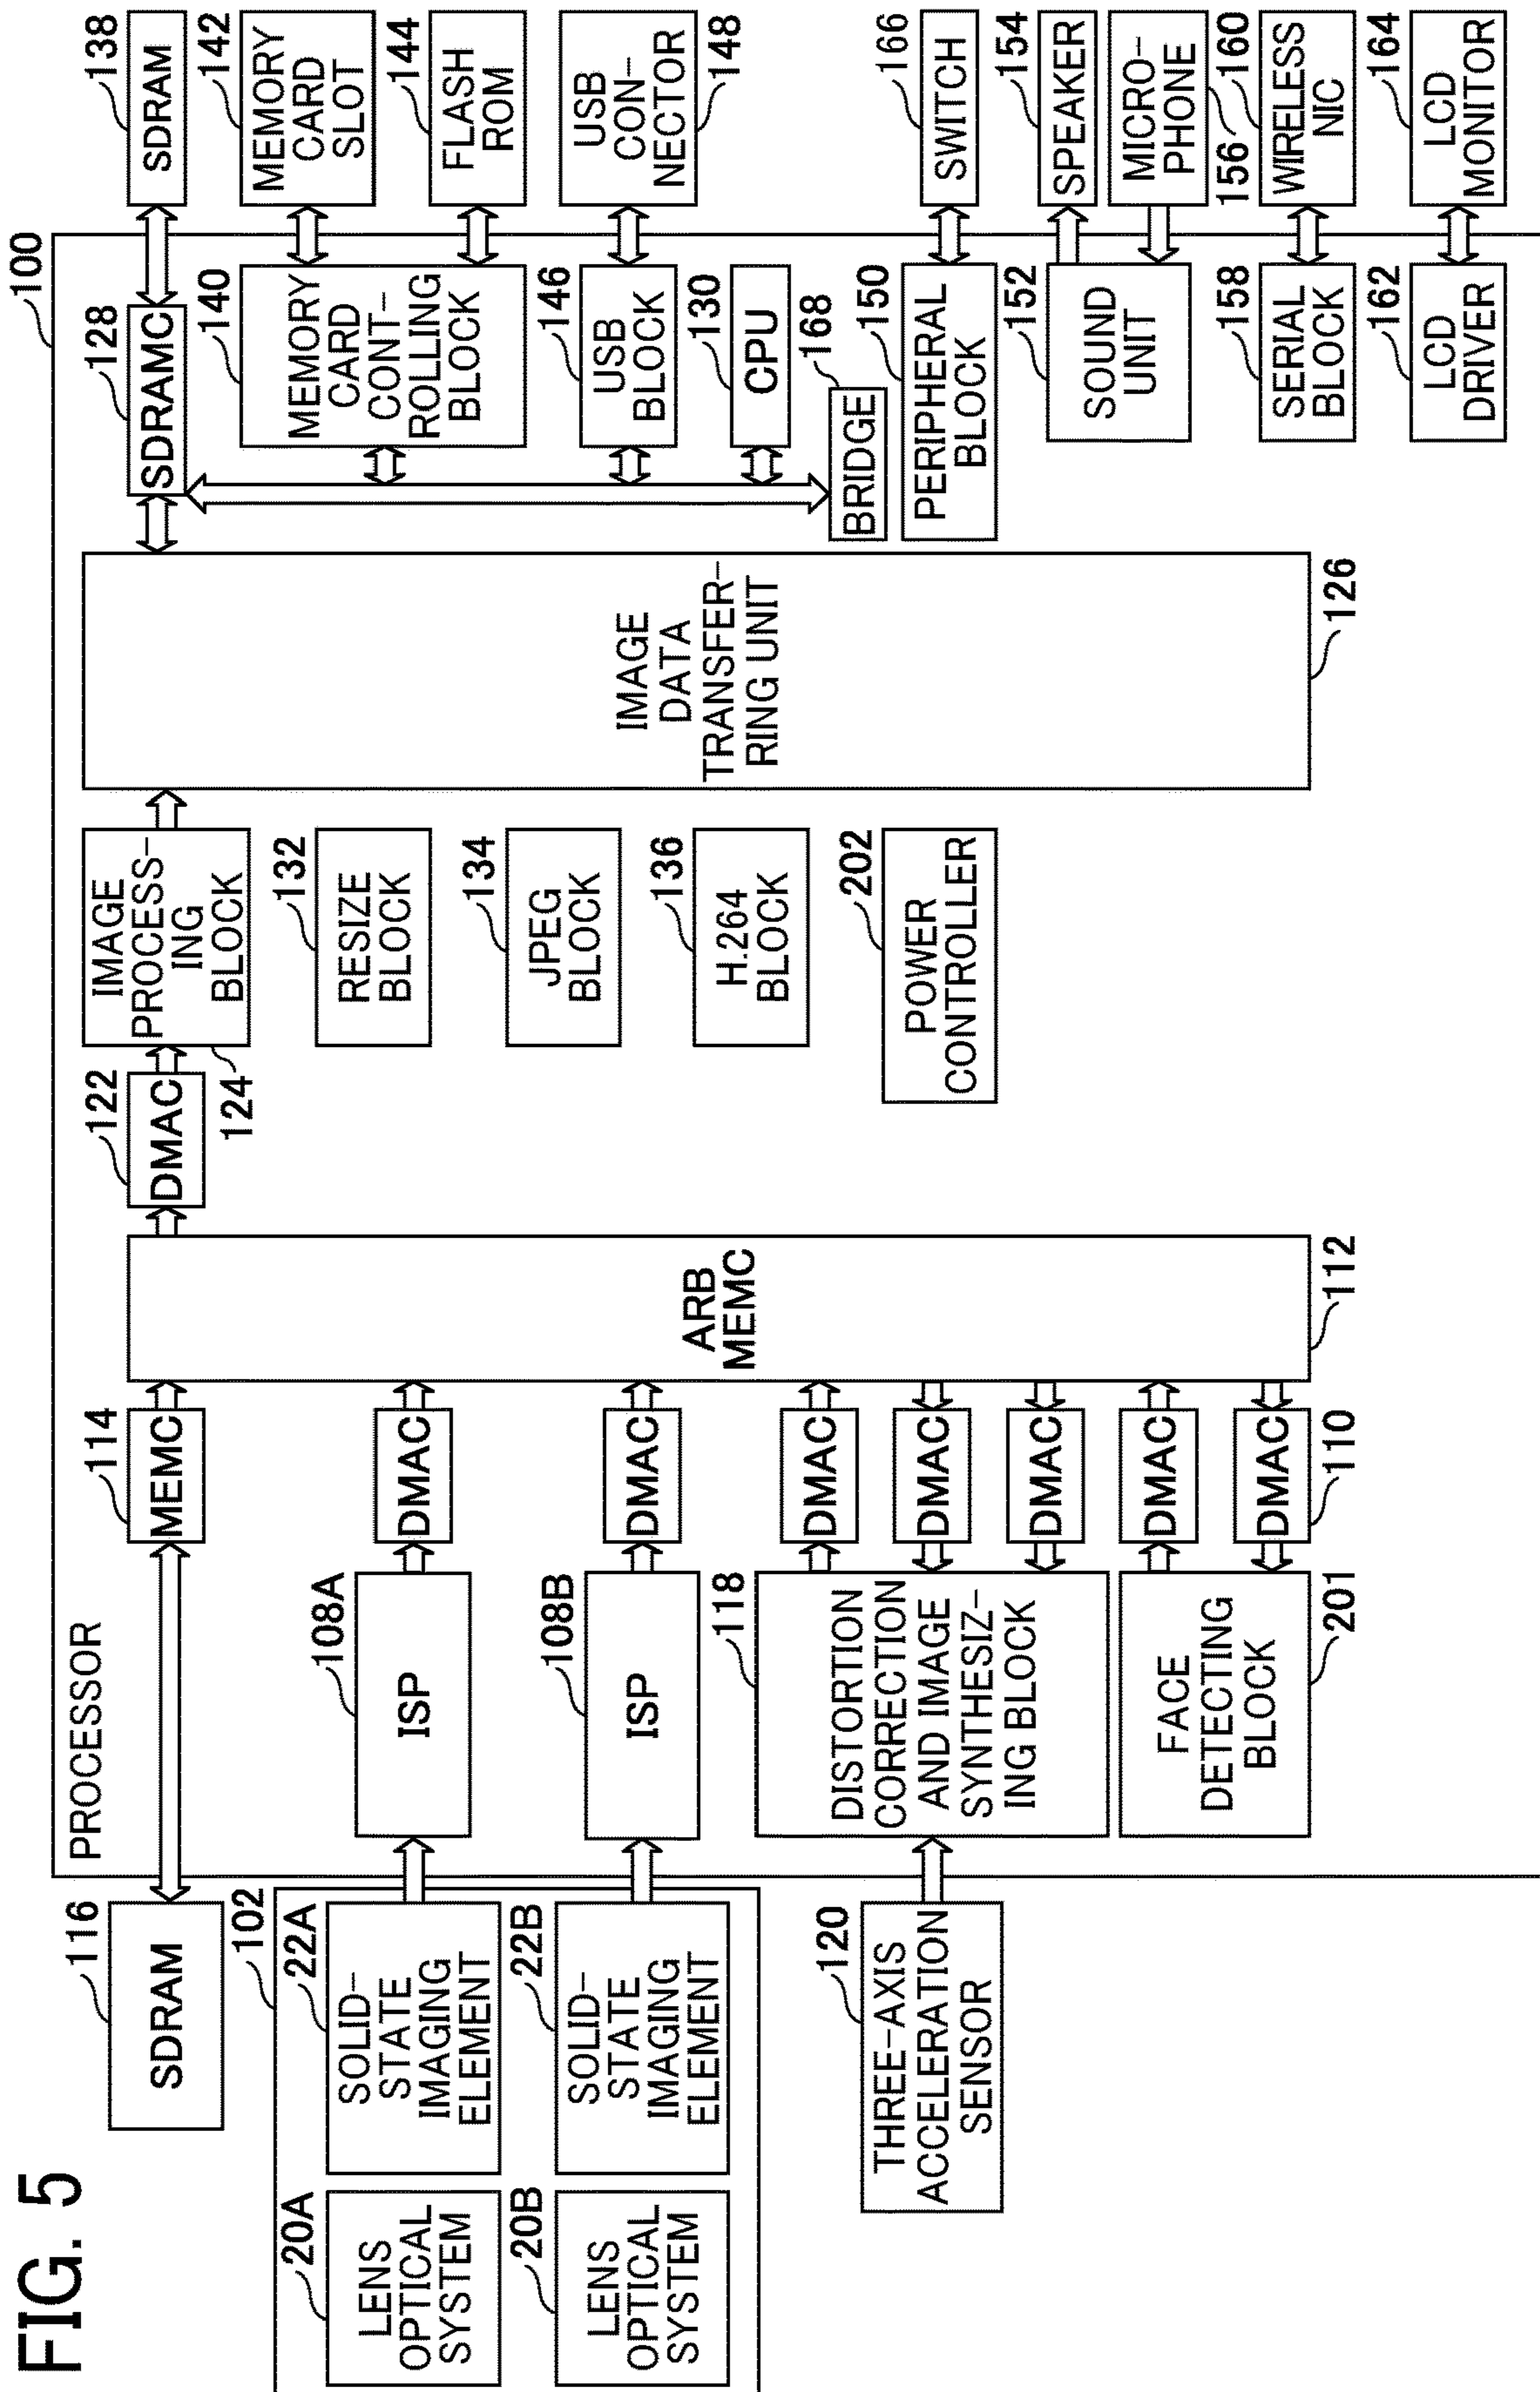 FIG. 5
116
SDRAM
102
20A
LENS
OPTICAL
SYSTEM
22A
SOLID-
STATE
IMAGING
ELEMENT
20B
LENS
OPTICAL
SYSTEM
22B
SOLID-
STATE
IMAGING
ELEMENT
120
THREE-AXIS
ACCELERATION
SENSOR
100
PROCESSOR
114
MEMC
108A
ISP
DMAC
108B
ISP
DMAC
118
DISTORTION
CORRECTION
AND IMAGE
SYNTHESIZ-
ING BLOCK
DMAC
DMAC
DMAC
FACE
DETECTING
BLOCK
201
DMAC
DMAC
110
ARB
MEMC
112
122
DMAC
124
IMAGE
PROCESS-
ING
BLOCK
132
RESIZE
BLOCK
134
JPEG
BLOCK
136
H.264
BLOCK
202
POWER
CONTROLLER
IMAGE
DATA
TRANSFER-
RING UNIT
126
128
SDRAMC
140
MEMORY
CARD
CONT-
ROLLING
BLOCK
146
USB
BLOCK
130
CPU
168
BRIDGE
150
PERIPHERAL
BLOCK
152
SOUND
UNIT
158
SERIAL
BLOCK
162
LCD
DRIVER
138
SDRAM
142
MEMORY
CARD
SLOT
144
FLASH
ROM
USB
CON-
NECTOR
148
166
SWITCH
154
SPEAKER
MICRO-
PHONE
156
160
WIRELESS
NIC
164
LCD
MONITOR